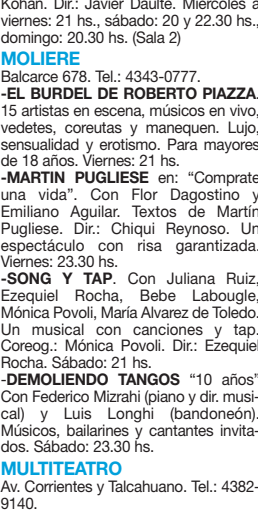 Kohan. Dir.: Javier Daulte. Miércoles a
viernes: 21 hs., sábado: 20 y 22.30 hs.,
domingo: 20.30 hs. (Sala 2)
MOLIERE
Balcarce 678. Tel.: 4343-0777.
-EL BURDEL DE ROBERTO PIAZZA.
15 artistas en escena, músicos en vivo,
vedetes, coreutas y manequen. Lujo,
sensualidad y erotismo. Para mayores
de 18 años. Viernes: 21 hs.
-MARTIN PUGLIESE en: “Comprate
una vida”. Con Flor Dagostino y
Emiliano Aguilar. Textos de Martín
Pugliese. Dir.: Chiqui Reynoso. Un
espectáculo con risa garantizada.
Viernes: 23.30 hs.
-SONG Y TAP. Con Juliana Ruiz,
Ezequiel Rocha, Bebe Labougle,
Mónica Povoli, María Alvarez de Toledo.
Un musical con canciones y tap.
Coreog.: Mónica Povoli. Dir.: Ezequiel
Rocha. Sábado: 21 hs.
-DEMOLIENDO TANGOS “10 años”
Con Federico Mizrahi (piano y dir. musi-
cal) y Luis Longhi (bandoneón).
Músicos, bailarines y cantantes invita-
dos. Sábado: 23.30 hs.
MULTITEATRO
Av. Corrientes y Talcahuano. Tel.: 4382-
9140.